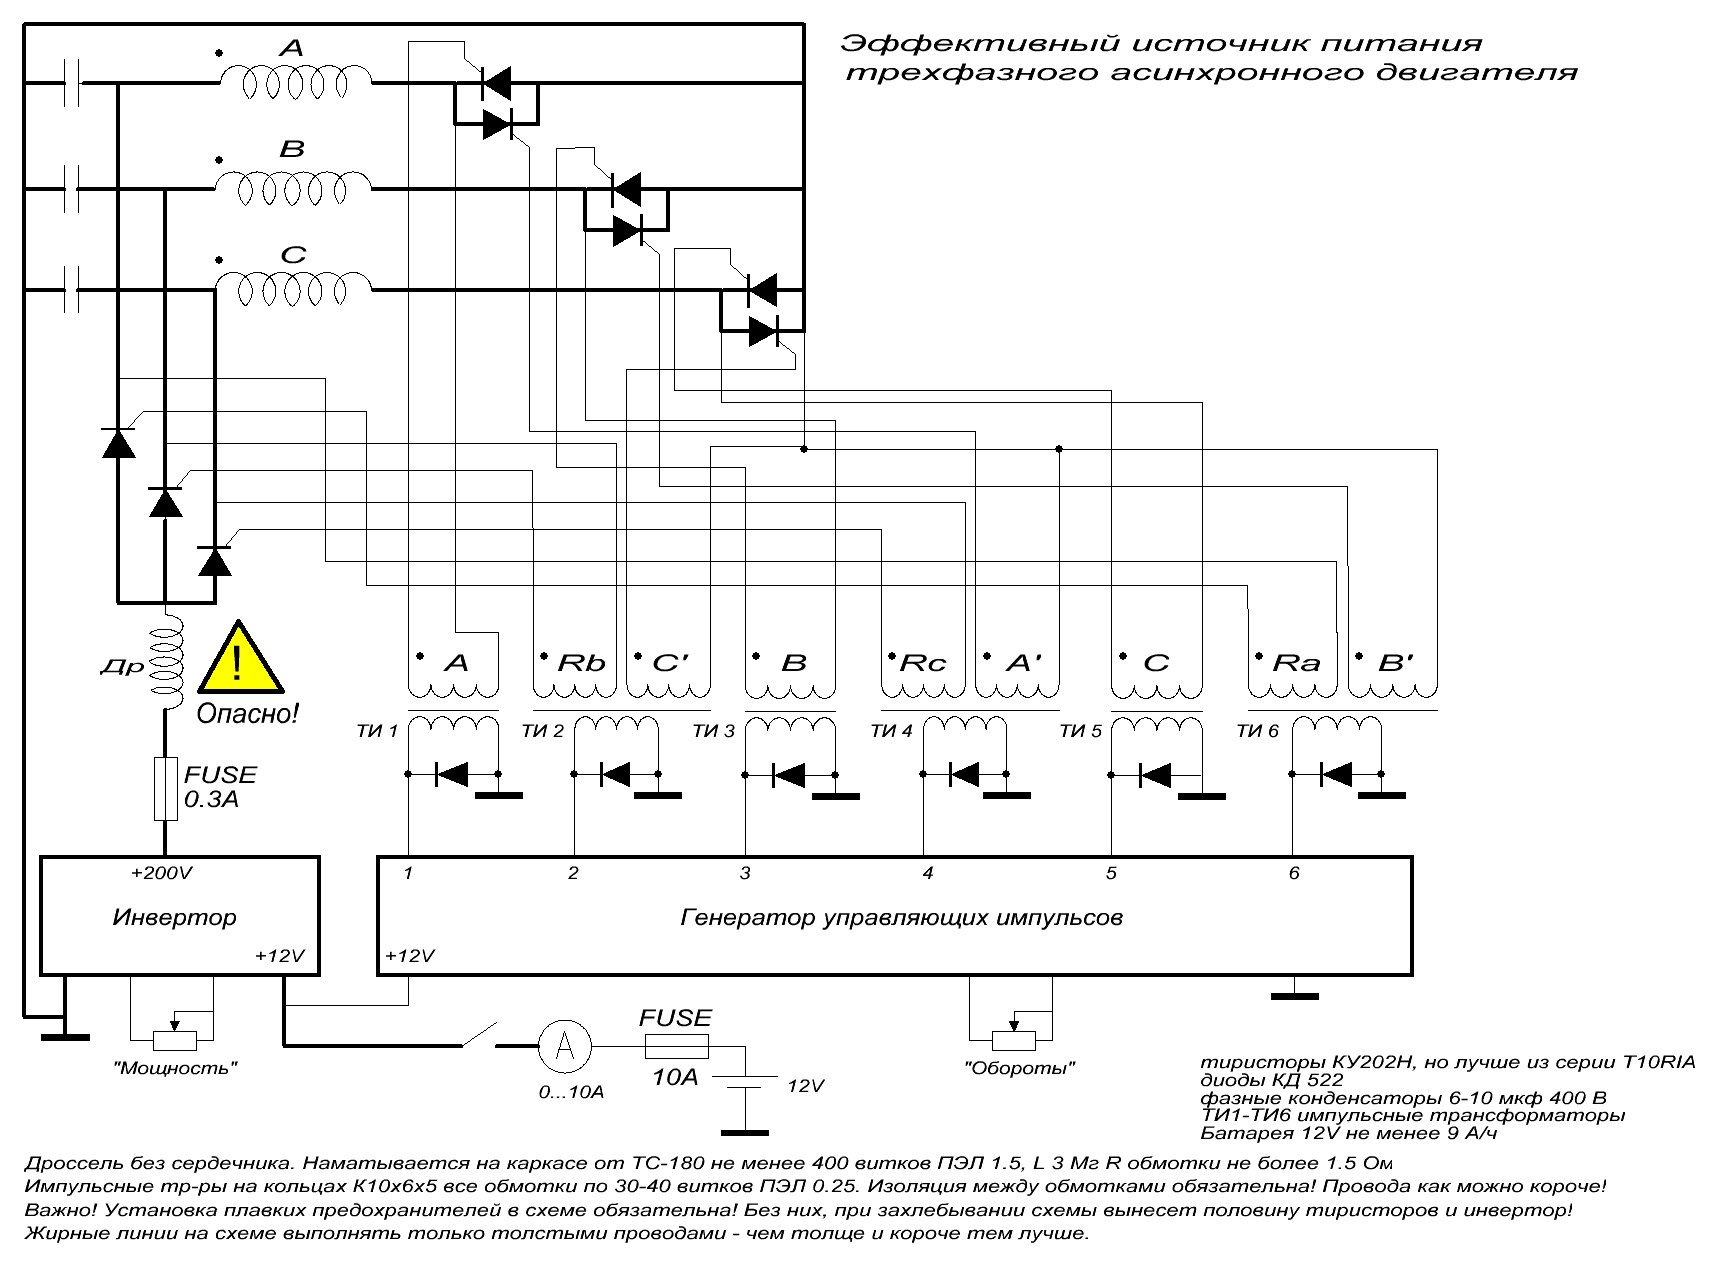 Эффективный источник питания
трехфазного асинхронного двигателя
A
B
C
Др
!
Опасно!
FUSE
0.3A
A
Rb
C'
B
Rc
A'
C
Ra
B'
ТИ 1
ТИ 2
ТИ 3
ТИ 4
ТИ 5
ТИ 6
+200V
Инвертор
+12V
1
2
3
4
5
6
Генератор управляющих импульсов
+12V
"Мощность"
A
0...10A
FUSE
10A
12V
"Обороты"
тиристоры КУ202Н, но лучше из серии T10RIA
диоды КД 522
фазные конденсаторы 6-10 мкф 400 В
ТИ1-ТИ6 импульсные трансформаторы
Батарея 12V не менее 9 А/ч
Дроссель без сердечника. Наматывается на каркасе от ТС-180 не менее 400 витков ПЭЛ 1.5, L 3 Мг R обмотки не более 1.5 Ом
Импульсные тр-ры на кольцах К10х6х5 все обмотки по 30-40 витков ПЭЛ 0.25. Изоляция между обмотками обязательна! Провода как можно короче!
Важно! Установка плавких предохранителей в схеме обязательна! Без них, при захлебывании схемы вынесет половину тиристоров и инвертор!
Жирные линии на схеме выполнять только толстыми проводами - чем толще и короче тем лучше.